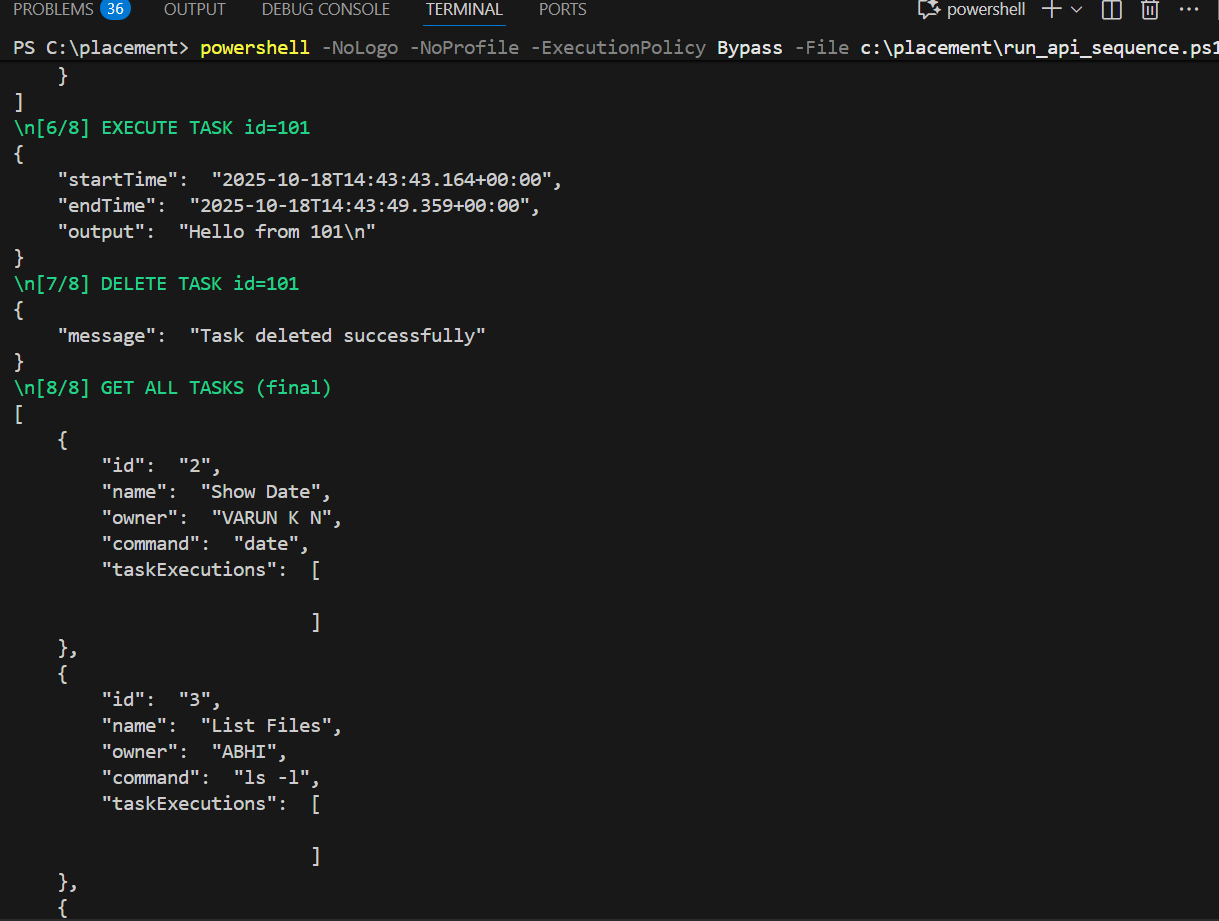 PROBLEMS 36 OUTPUT DEBUG CONSOLE TERMINAL PORTS powershell
PS C:\placement> powershell -NoLogo -NoProfile -ExecutionPolicy Bypass -File c:\placement\run_api_sequence.ps1
    }
]
\n[6/8] EXECUTE TASK id=101
{
    "startTime":  "2025-10-18T14:43:43.164+00:00",
    "endTime":  "2025-10-18T14:43:49.359+00:00",
    "output":  "Hello from 101\n"
}
\n[7/8] DELETE TASK id=101
{
    "message":  "Task deleted successfully"
}
\n[8/8] GET ALL TASKS (final)
[
    {
        "id":  "2",
        "name":  "Show Date",
        "owner":  "VARUN K N",
        "command":  "date",
        "taskExecutions":  [
                           ]
    },
    {
        "id":  "3",
        "name":  "List Files",
        "owner":  "ABHI",
        "command":  "ls -l",
        "taskExecutions":  [
                           ]
    },
    {